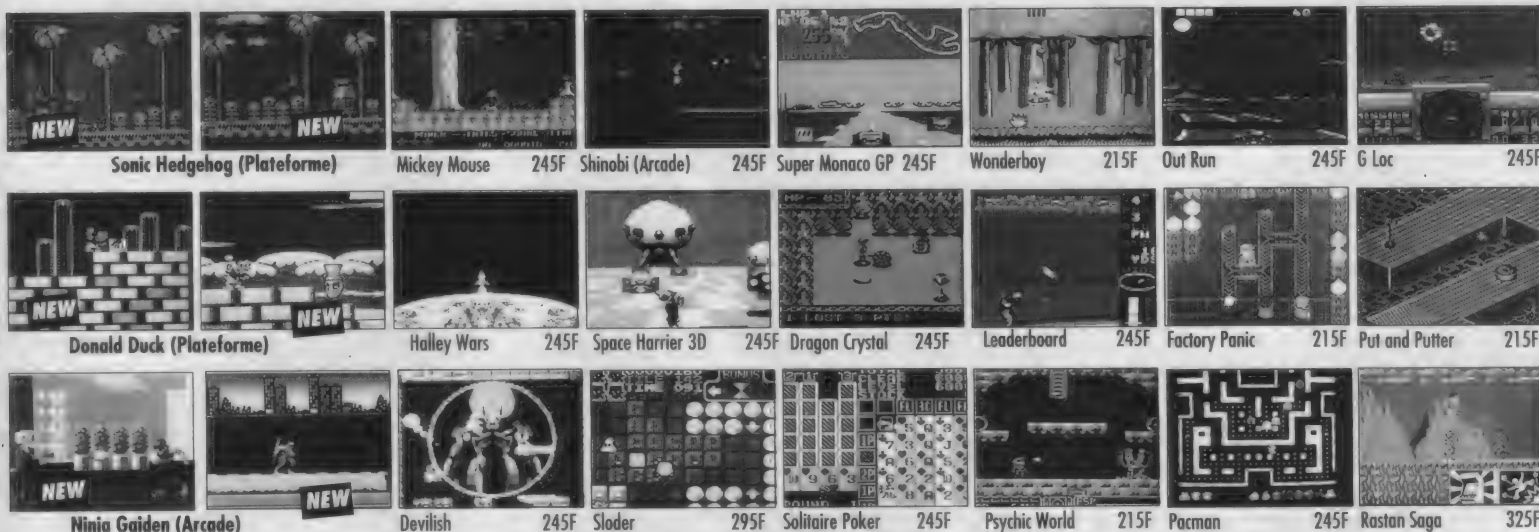 NEW
NEW
Sonic Hedgehog (Plateforme)
Mickey Mouse 245F
Shinobi (Arcade) 245F
Super Monaco GP 245F
Wonderboy 215F
Out Run 245F
G Loc 245F
NEW
NEW
Donald Duck (Plateforme)
Halley Wars 245F
Space Harrier 3D 245F
Dragon Crystal 245F
Leaderboard 245F
Factory Panic 215F
Put and Putter 215F
NEW
NEW
Ninja Gaiden (Arcade)
Devilish 245F
Sloder 295F
Solitaire Poker 245F
Psychic World 215F
Pacman 245F
Rastan Saga 325F